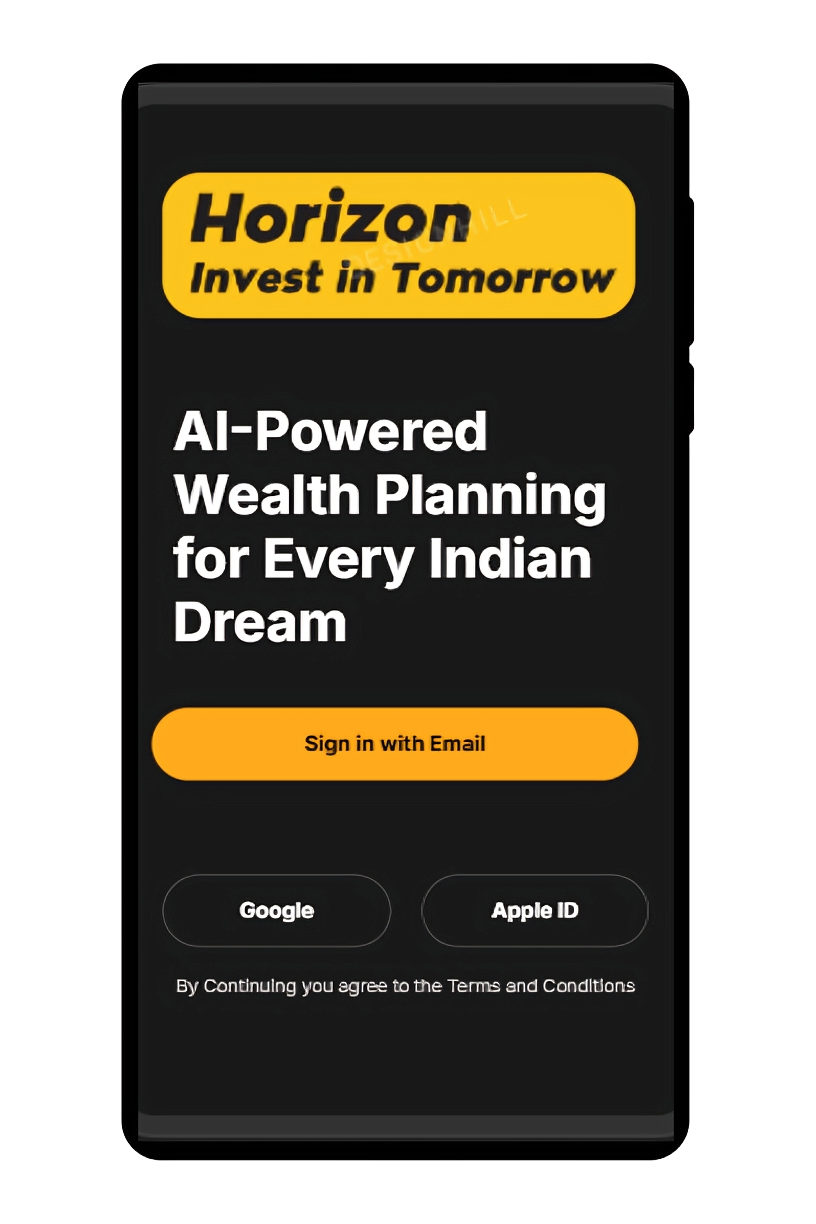 Horizon
DESIGNHILL
Invest in Tomorrow
AI-Powered
Wealth Planning
for Every Indian
Dream
Sign in with Email
Google
Apple ID
By Continuing you agree to the Terms and Conditions